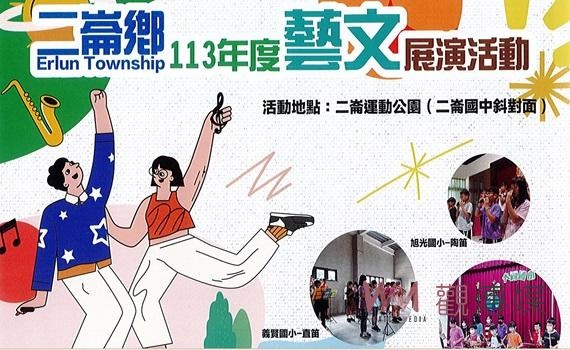 二崙鄉
Erlun Township
113年度藝文展演活動
活動地點：二崙運動公園（二崙國中斜對面）
旭光國小-陶笛
義賢國小-直笛